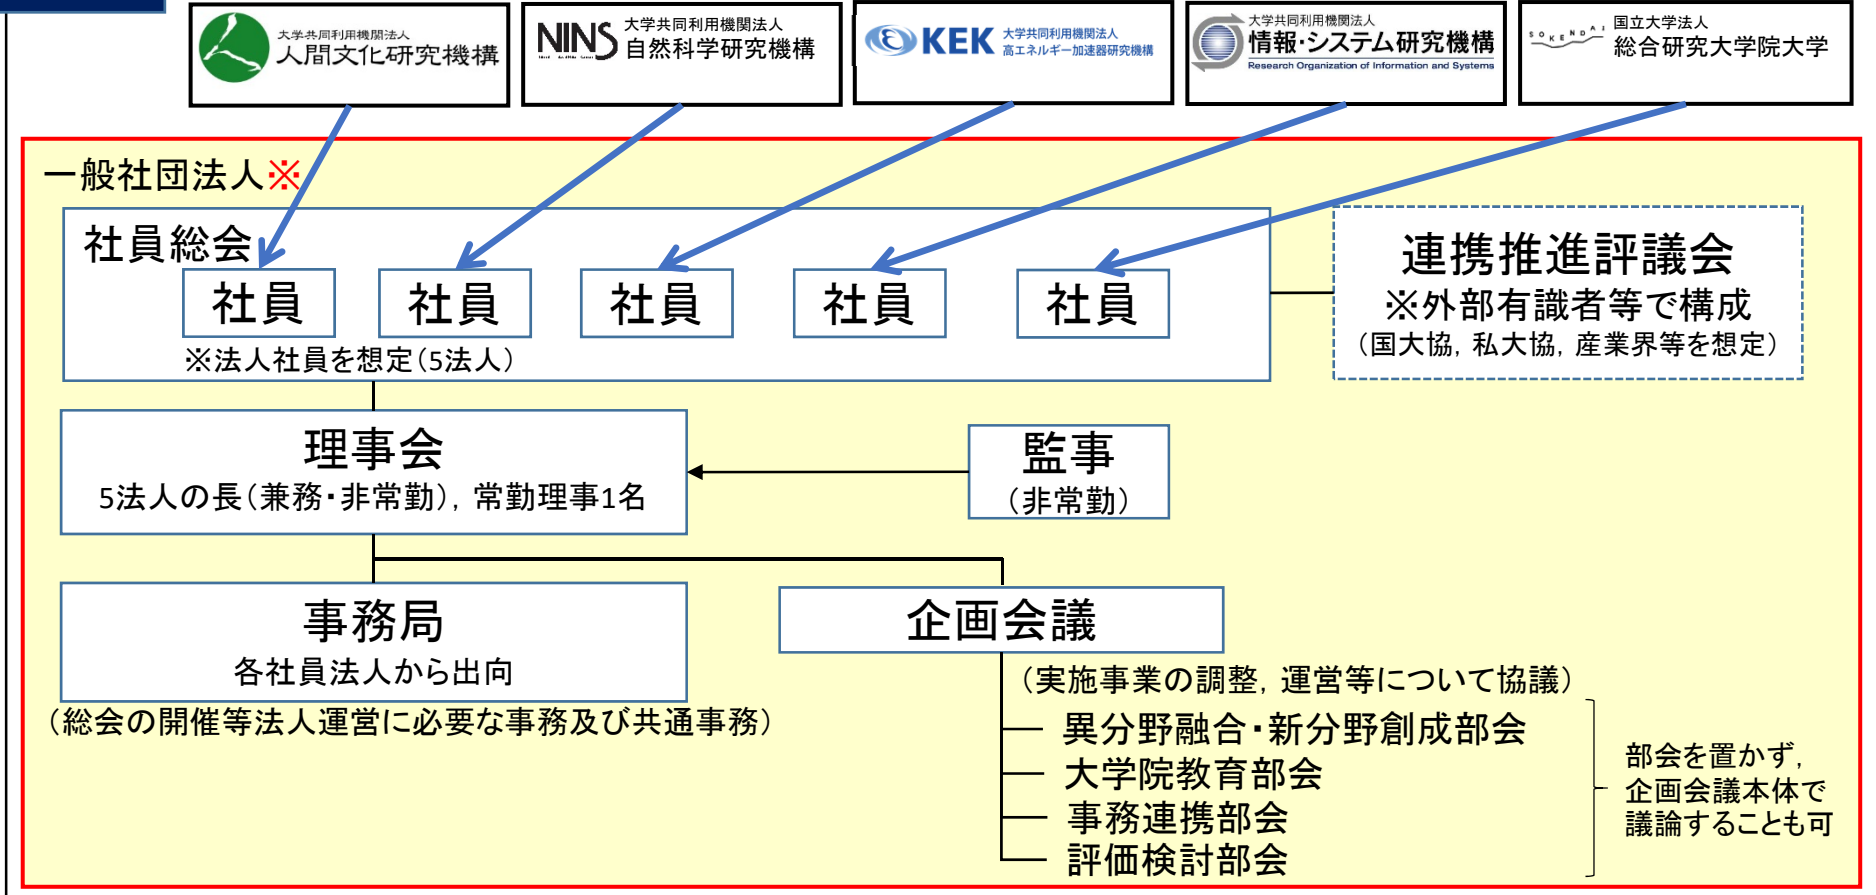 大学共同利用機関法人
人間文化研究機構
NINS
大学共同利用機関法人
自然科学研究機構
KEK
大学共同利用機関法人
高エネルギー加速器研究機構
大学共同利用機関法人
情報・システム研究機構
Research Organization of Information and Systems
SOKENDAI
国立大学法人
総合研究大学院大学
一般社団法人※
社員総会
社員
社員
社員
社員
社員
※法人社員を想定(5法人)
連携推進評議会
※外部有識者等で構成
(国大協, 私大協, 産業界等を想定)
理事会
5法人の長(兼務・非常勤), 常勤理事1名
監事
(非常勤)
事務局
各社員法人から出向
(総会の開催等法人運営に必要な事務及び共通事務)
企画会議
(実施事業の調整, 運営等について協議)
異分野融合・新分野創成部会
大学院教育部会
事務連携部会
評価検討部会
部会を置かず,
企画会議本体で
議論することも可